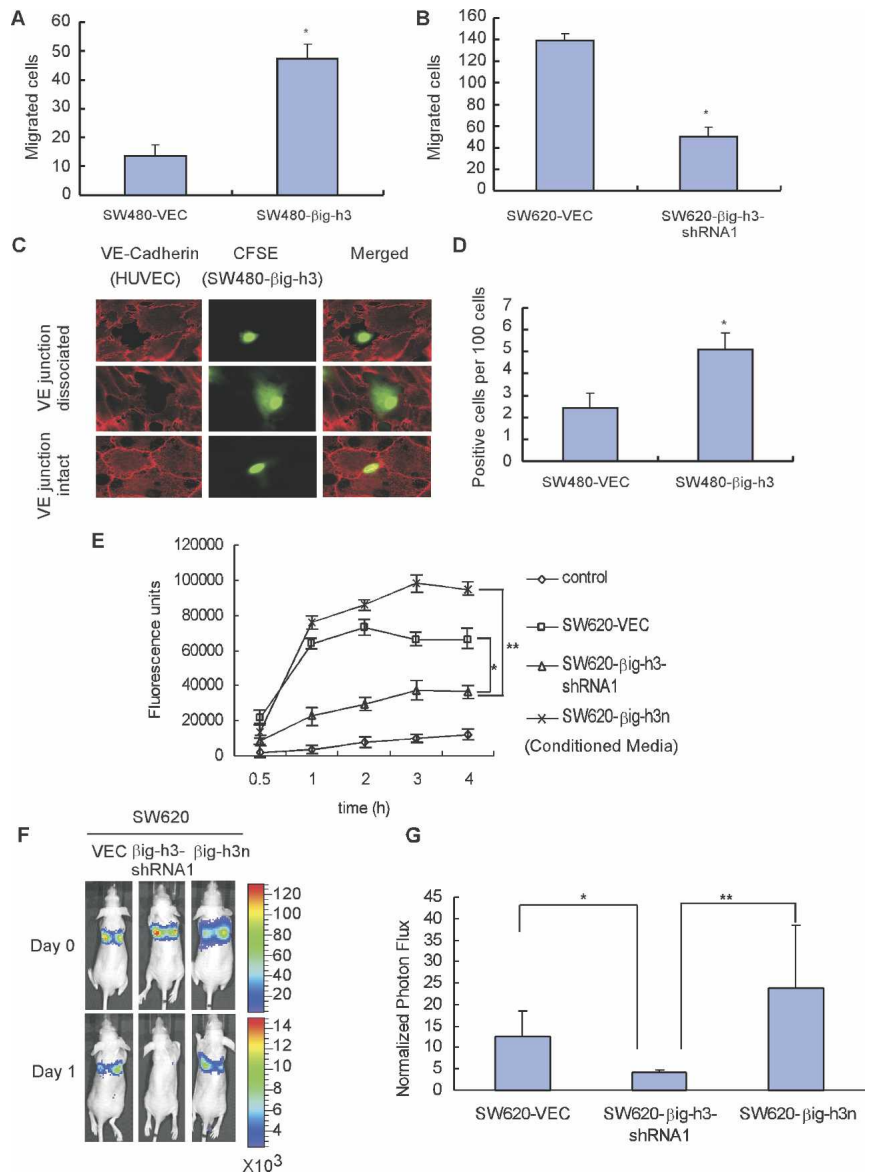 A
Migrated cells
60
50
40
30
20
10
0
SW480-VEC
*
SW480-βig-h3
B
Migrated cells
160
140
120
100
80
60
40
20
0
SW620-VEC
*
SW620-βig-h3-
shRNA1
C
VE-Cadherin
(HUVEC)
CFSE
(SW480-βig-h3)
Merged
VE junction
dissociated
VE junction
intact
D
Positive cells per 100 cells
7
6
5
4
3
2
1
0
SW480-VEC
*
SW480-βig-h3
E
Fluorescence units
120000
100000
80000
60000
40000
20000
0
0.5 1 2 3 4
time (h)
*
**
control
SW620-VEC
SW620-βig-h3-
shRNA1
SW620-βig-h3n
(Conditioned Media)
F
SW620
VEC βig-h3- βig-h3n
shRNA1
Day 0
120
100
80
60
40
20
Day 1
14
12
10
8
6
4
X10³
G
Normalized Photon Flux
45
40
35
30
25
20
15
10
5
0
*
**
SW620-VEC
SW620-βig-h3-
shRNA1
SW620-βig-h3n